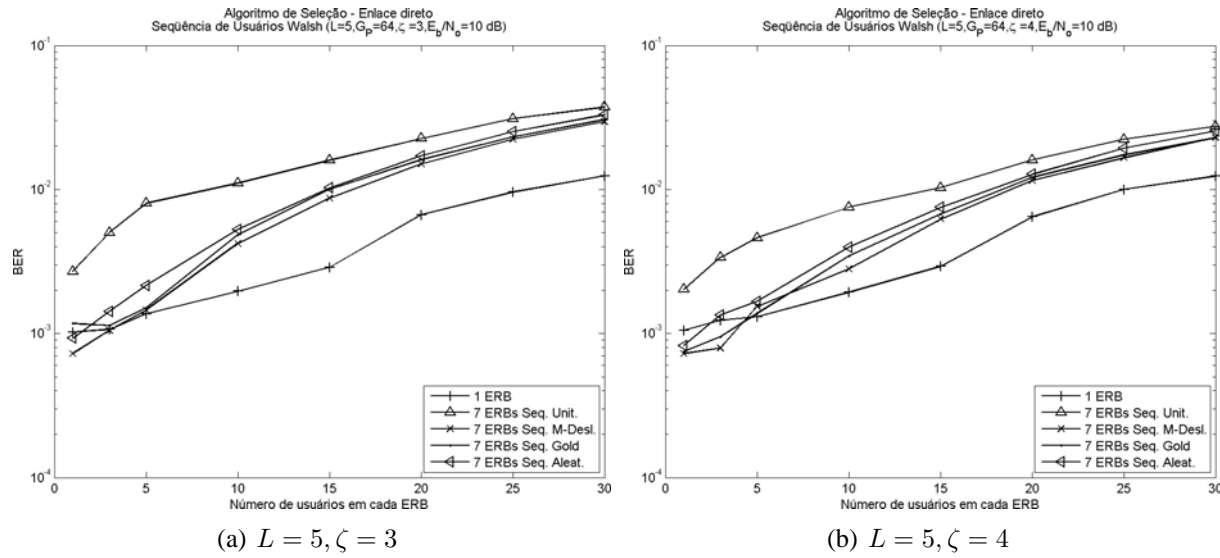 Algoritmo de Seleção - Enlace direto
Seqüência de Usuários Walsh (L=5,G_P=64,ζ =3,E_b/N_o=10 dB)
10^-1
10^-2
10^-3
10^-4
BER
0 5 10 15 20 25 30
Número de usuários em cada ERB
1 ERB
7 ERBs Seq. Unit.
7 ERBs Seq. M-Desl.
7 ERBs Seq. Gold
7 ERBs Seq. Aleat.
(a) L = 5, ζ = 3
Algoritmo de Seleção - Enlace direto
Seqüência de Usuários Walsh (L=5,G_P=64,ζ =4,E_b/N_o=10 dB)
10^-1
10^-2
10^-3
10^-4
BER
0 5 10 15 20 25 30
Número de usuários em cada ERB
1 ERB
7 ERBs Seq. Unit.
7 ERBs Seq. M-Desl.
7 ERBs Seq. Gold
7 ERBs Seq. Aleat.
(b) L = 5, ζ = 4